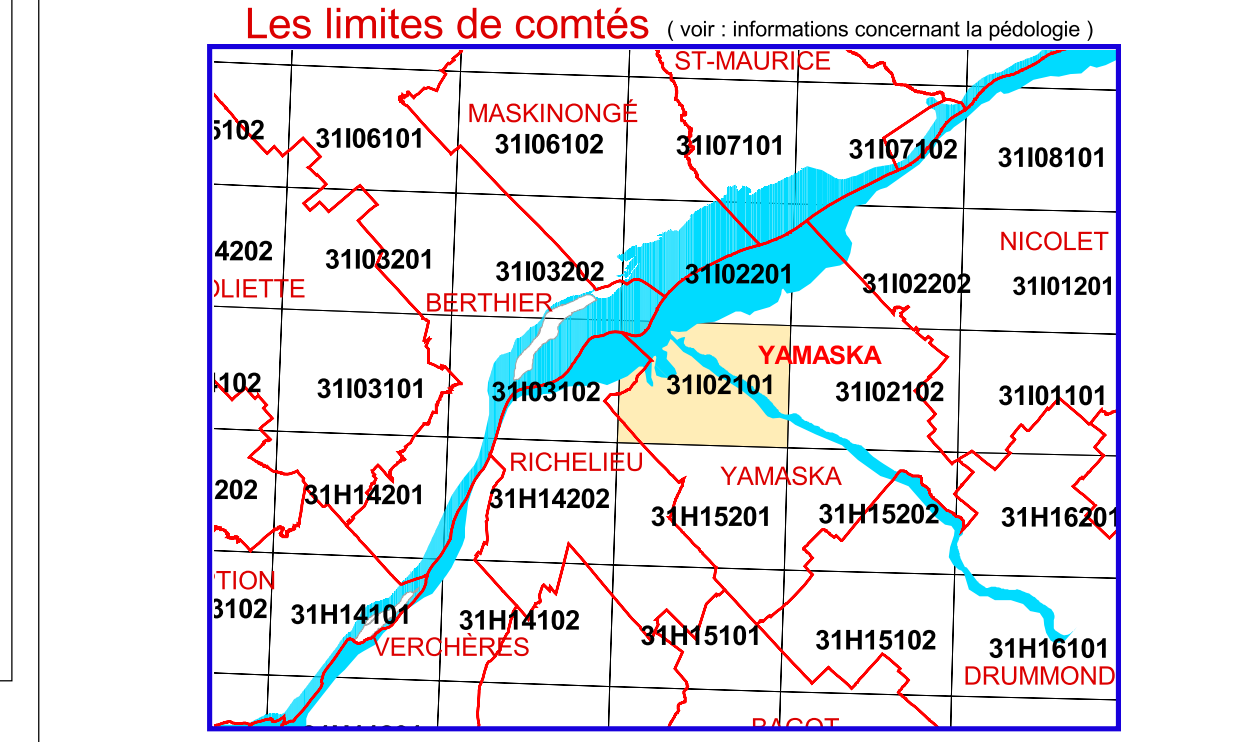 Les limites de comtés ( voir : informations concernant la pédologie )
ST-MAURICE
MASKINONGÉ
5102 31I06101 31I06102 31I07101 31I07102 31I08101
NICOLET
4202 31I03201 31I03202 31I02201 31I02202 31I01201
OLIETTE BERTHIER
YAMASKA
1102 31I03101 31I03102 31I02101 31I02102 31I01101
RICHELIEU YAMASKA
202 31H14201 31H14202 31H15201 31H15202 31H16201
PTION
3102 31H14101 31H14102 31H15101 31H15102 31H16101
VERCHÈRES DRUMMOND
BAGOT